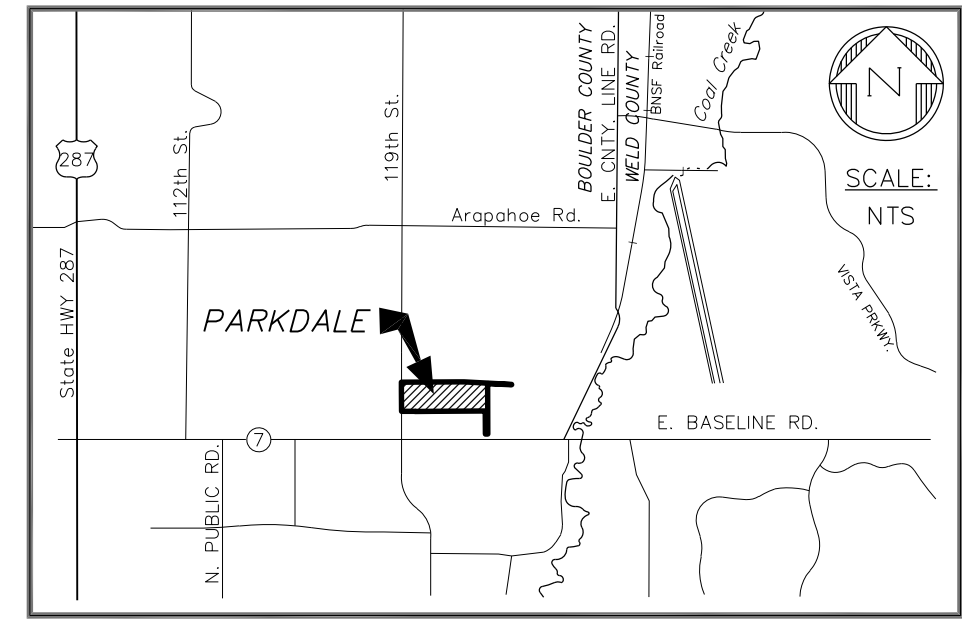 BOULDER COUNTY
E. CNTY. LINE RD.
WELD COUNTY
BNSF Railroad
Coal Creek
N
SCALE:
NTS
287
112th St.
119th St.
Arapahoe Rd.
State HWY 287
PARKDALE
VISTA PRKWY.
E. BASELINE RD.
7
N. PUBLIC RD.